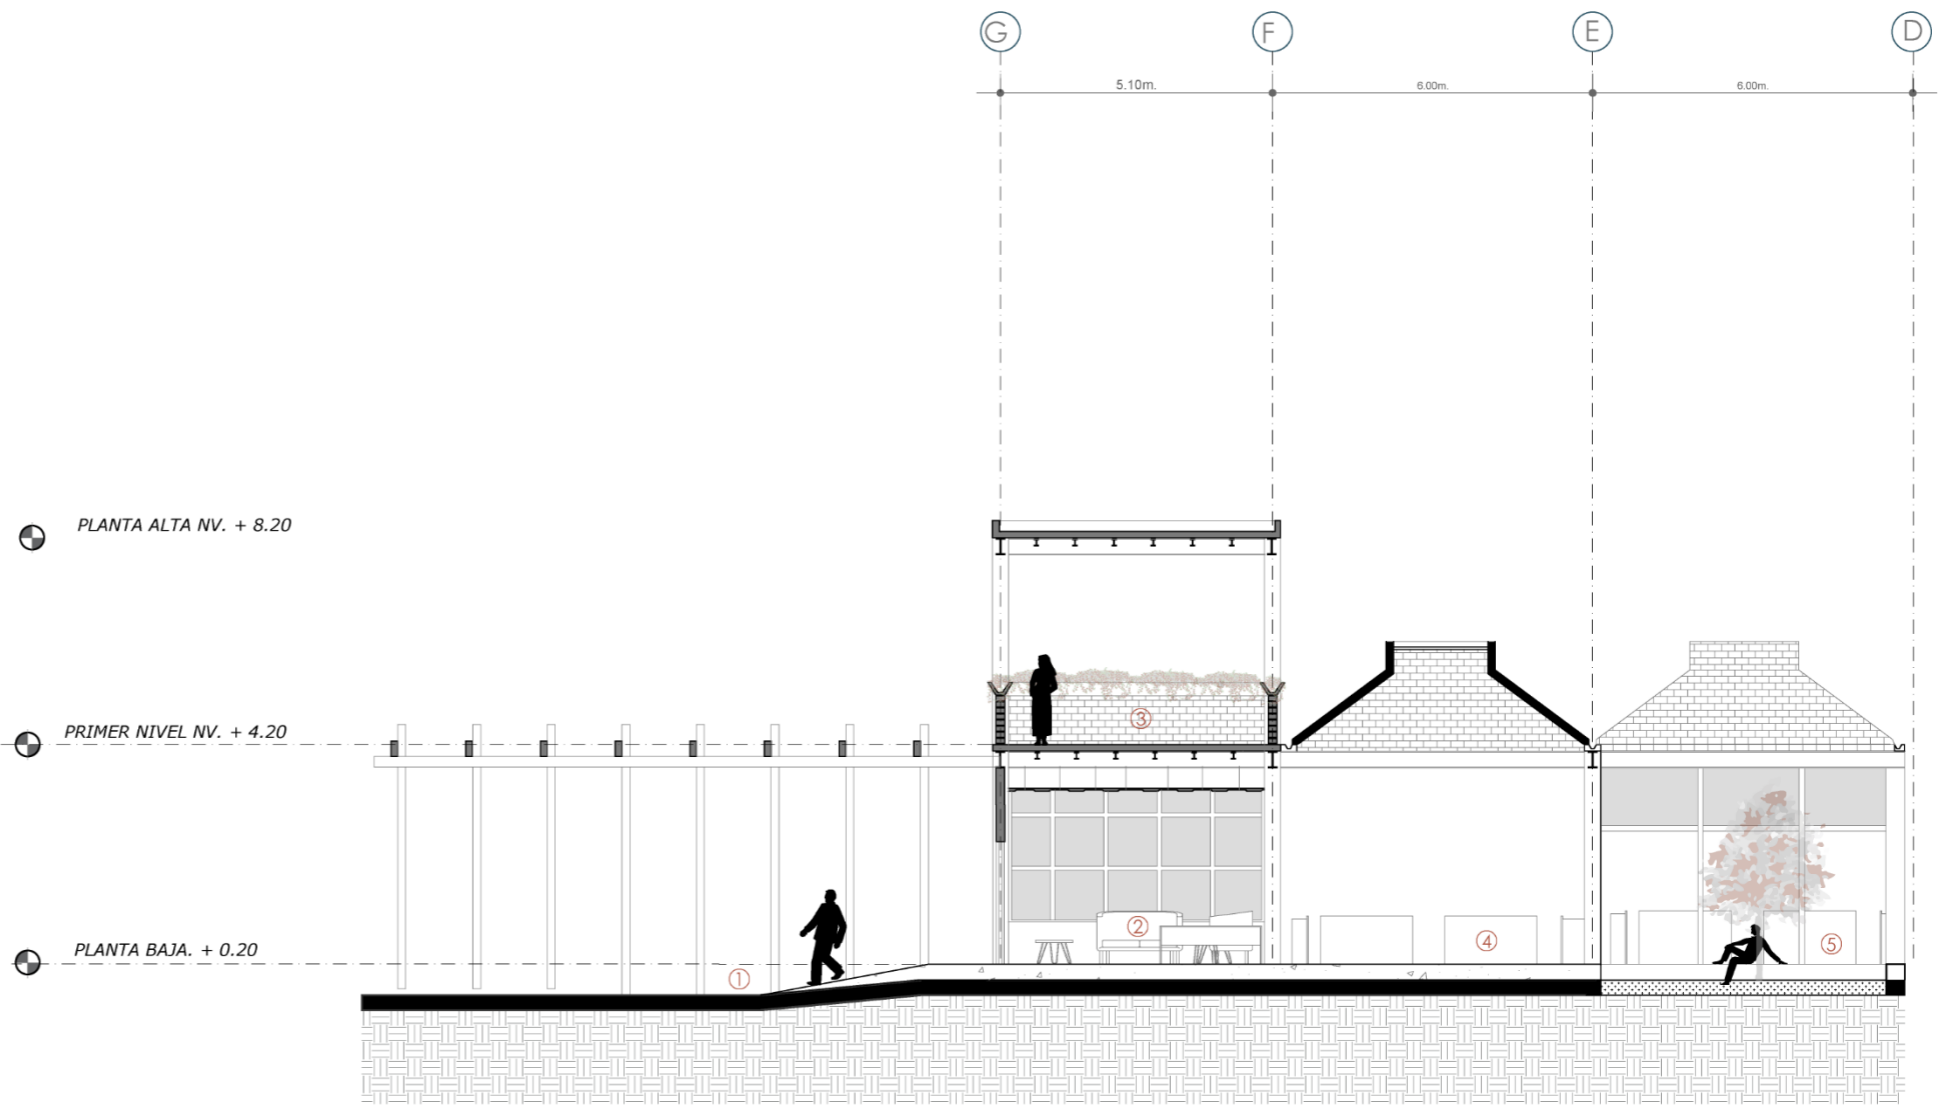 G F E D
5.10m. 6.00m. 6.00m.
PLANTA ALTA NV. + 8.20
PRIMER NIVEL NV. + 4.20
3
2
4
5
PLANTA BAJA. + 0.20
1